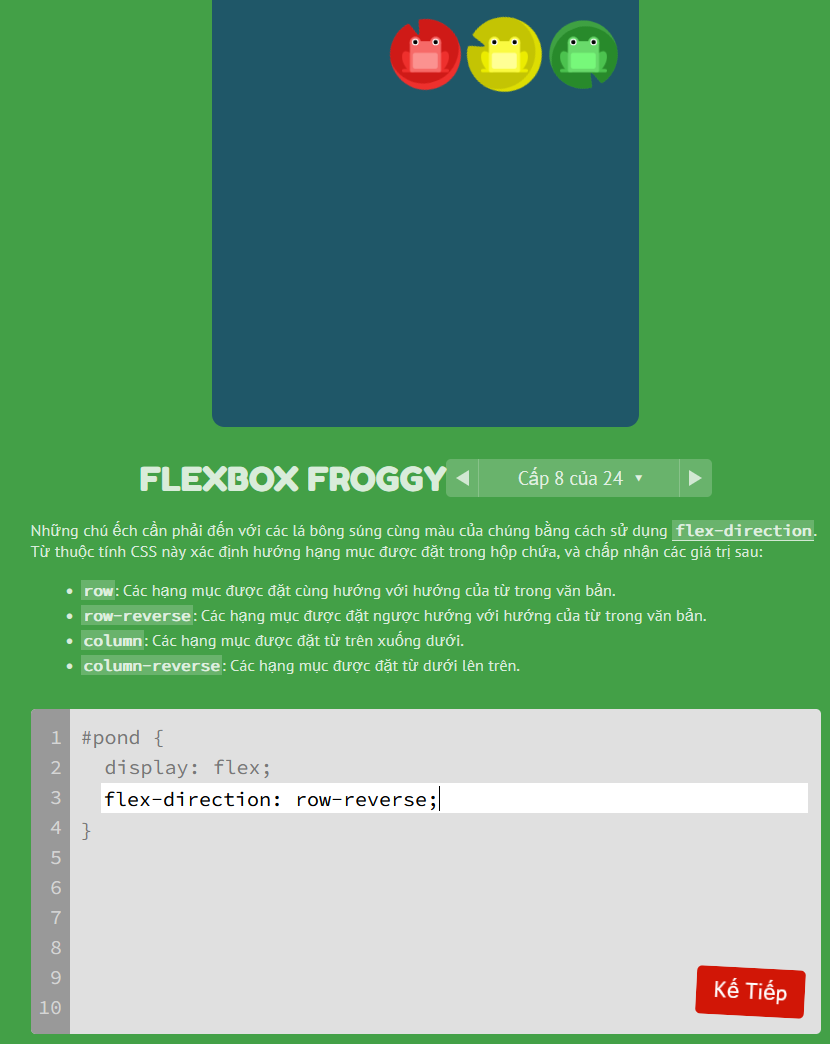 FLEXBOX FROGGY
◀ Cấp 8 của 24 ▼ ▶
Những chú ếch cần phải đến với các lá bông súng cùng màu của chúng bằng cách sử dụng flex-direction.
Từ thuộc tính CSS này xác định hướng hạng mục được đặt trong hộp chứa, và chấp nhận các giá trị sau:
• row: Các hạng mục được đặt cùng hướng với hướng của từ trong văn bản.
• row-reverse: Các hạng mục được đặt ngược hướng với hướng của từ trong văn bản.
• column: Các hạng mục được đặt từ trên xuống dưới.
• column-reverse: Các hạng mục được đặt từ dưới lên trên.
1 #pond {
2 display: flex;
3 flex-direction: row-reverse;
4 }
5
6
7
8
9
10
Kế Tiếp